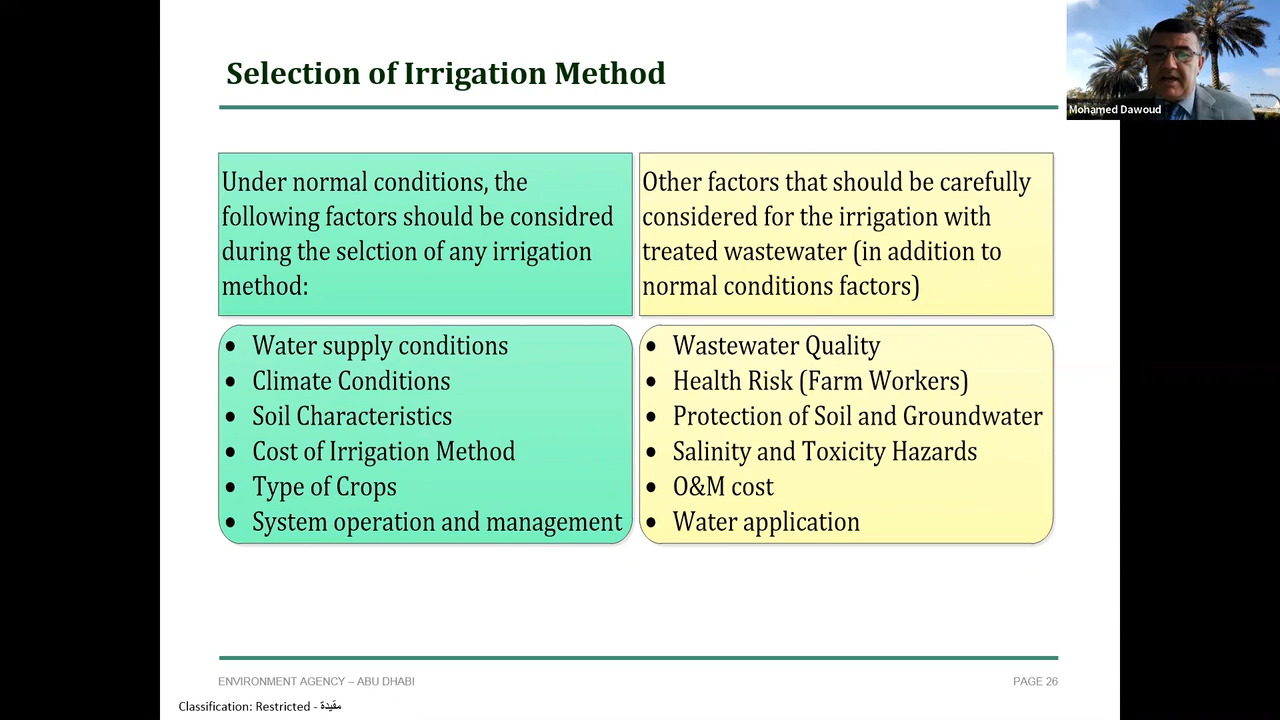 Selection of Irrigation Method
Mohamed Dawoud
Under normal conditions, the
following factors should be considred
during the selction of any irrigation
method:
Other factors that should be carefully
considered for the irrigation with
treated wastewater (in addition to
normal conditions factors)
• Water supply conditions
• Climate Conditions
• Soil Characteristics
• Cost of Irrigation Method
• Type of Crops
• System operation and management
• Wastewater Quality
• Health Risk (Farm Workers)
• Protection of Soil and Groundwater
• Salinity and Toxicity Hazards
• O&M cost
• Water application
ENVIRONMENT AGENCY – ABU DHABI
PAGE 26
Classification: Restricted - مقيدة